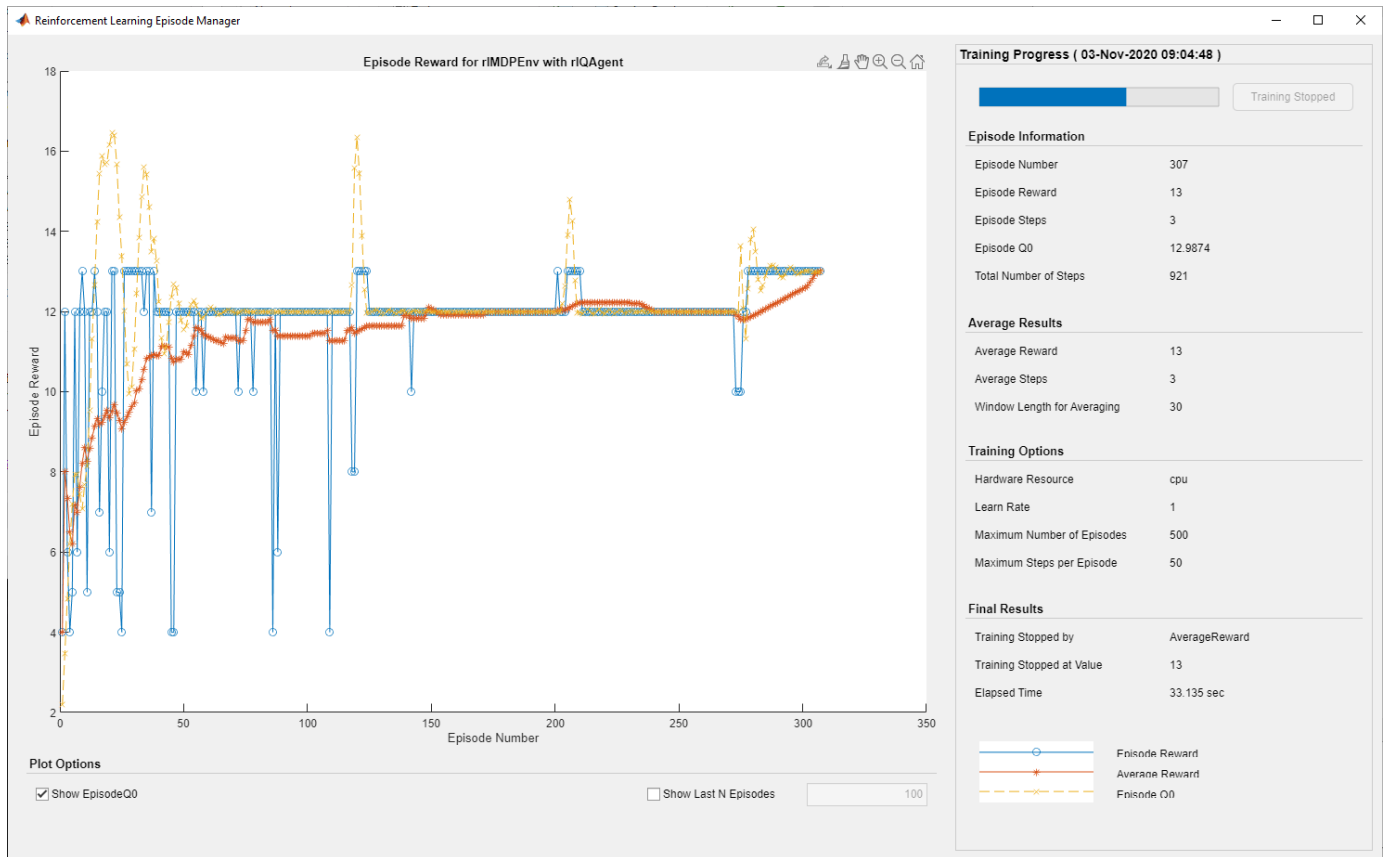 Reinforcement Learning Episode Manager
Episode Reward for rlMDPEnv with rlQAgent
18
16
14
12
10
8
6
4
2
Episode Reward
0
50
100
150
200
250
300
350
Episode Number
Plot Options
Show EpisodeQ0
Show Last N Episodes
100
Training Progress ( 03-Nov-2020 09:04:48 )
Training Stopped
Episode Information
Episode Number 307
Episode Reward 13
Episode Steps 3
Episode Q0 12.9874
Total Number of Steps 921
Average Results
Average Reward 13
Average Steps 3
Window Length for Averaging 30
Training Options
Hardware Resource cpu
Learn Rate 1
Maximum Number of Episodes 500
Maximum Steps per Episode 50
Final Results
Training Stopped by AverageReward
Training Stopped at Value 13
Elapsed Time 33.135 sec
Episode Reward
Average Reward
Episode Q0